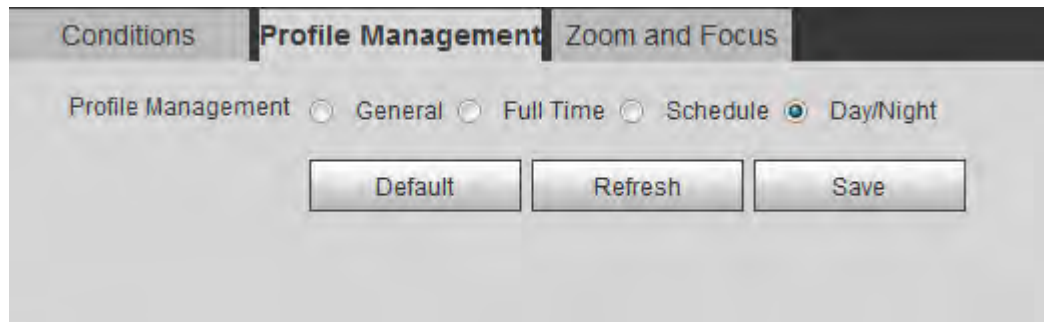 Conditions Profile Management Zoom and Focus
Profile Management General Full Time Schedule Day/Night
Default Refresh Save